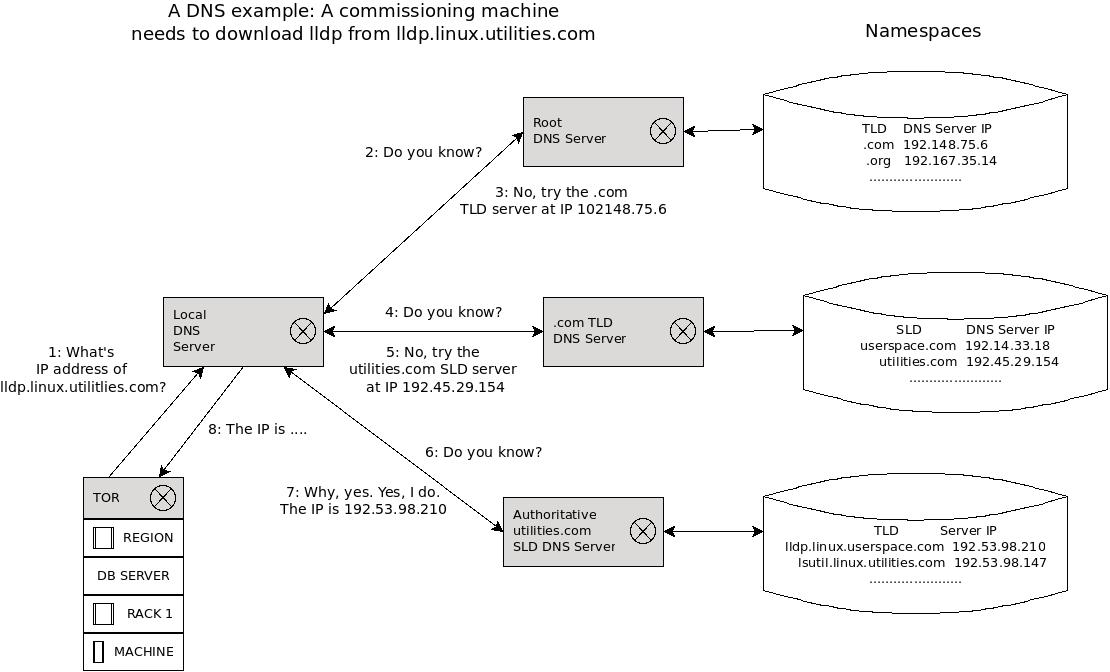 A DNS example: A commissioning machine
needs to download lldp from lldp.linux.utilities.com
Namespaces
Root
DNS Server
TLD DNS Server IP
.com 192.148.75.6
.org 192.167.35.14
.......................
2: Do you know?
3: No, try the .com
TLD server at IP 102148.75.6
Local
DNS
Server
4: Do you know?
5: No, try the
utilities.com SLD server
at IP 192.45.29.154
.com TLD
DNS Server
SLD DNS Server IP
userspace.com 192.14.33.18
utilities.com 192.45.29.154
.......................
1: What's
IP address of
lldp.linux.utilitlies.com?
8: The IP is ....
6: Do you know?
7: Why, yes. Yes, I do.
The IP is 192.53.98.210
Authoritative
utilities.com
SLD DNS Server
TLD Server IP
lldp.linux.userspace.com 192.53.98.210
lsutil.linux.utilities.com 192.53.98.147
.......................
TOR
REGION
DB SERVER
RACK 1
MACHINE